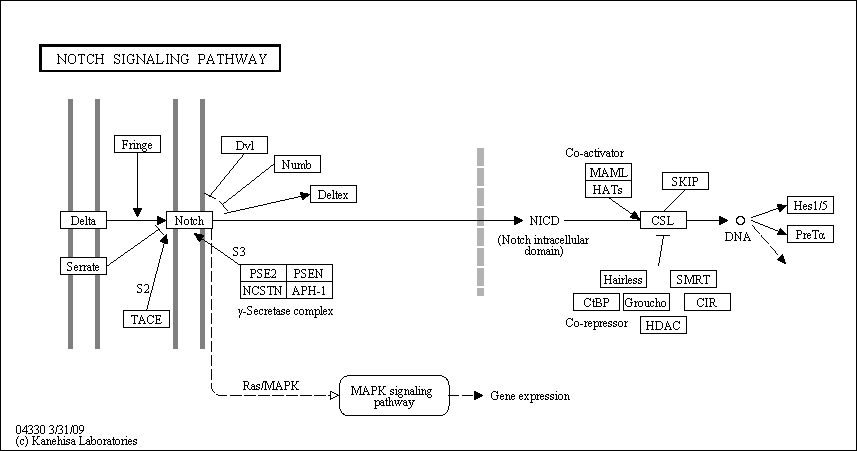 NOTCH SIGNALING PATHWAY
Fringe
Dvl
Numb
Deltex
Delta
Notch
Serrate
S2
TACE
S3
PSE2
PSEN
NCSTN
APH-1
γ-Secretase complex
NICD
(Notch intracellular
domain)
Co-activator
MAML
HATs
SKIP
CSL
DNA
Hes1/5
PreTα
Hairless
SMRT
CtBP
Groucho
CIR
Co-repressor
HDAC
Ras/MAPK
MAPK signaling
pathway
Gene expression
04330 3/31/09
(c) Kanehisa Laboratories